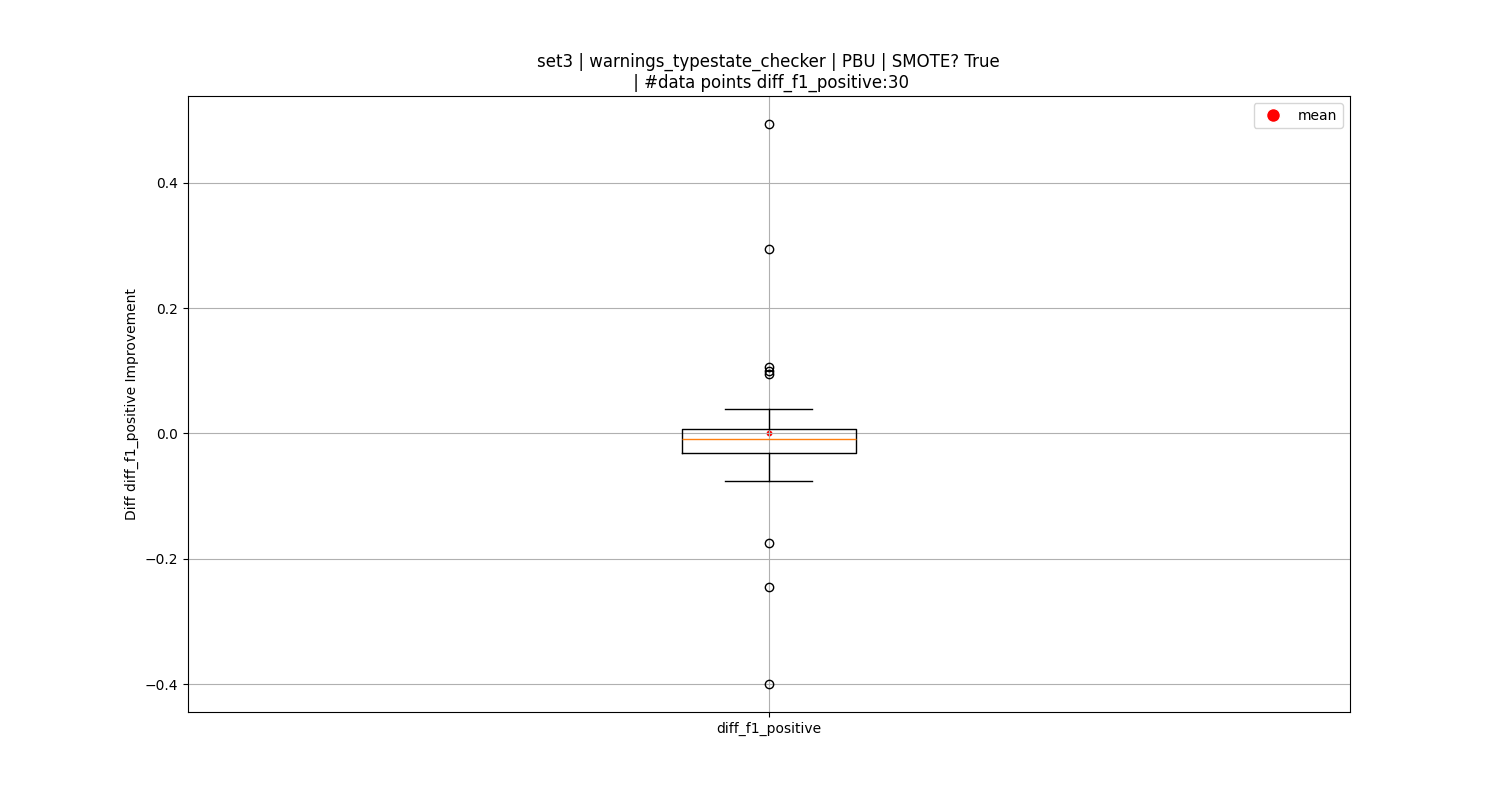 set3 | warnings_typestate_checker | PBU | SMOTE? True
| #data points diff_f1_positive:30
mean
0.4
0.2
0.0
−0.2
−0.4
Diff diff_f1_positive Improvement
diff_f1_positive